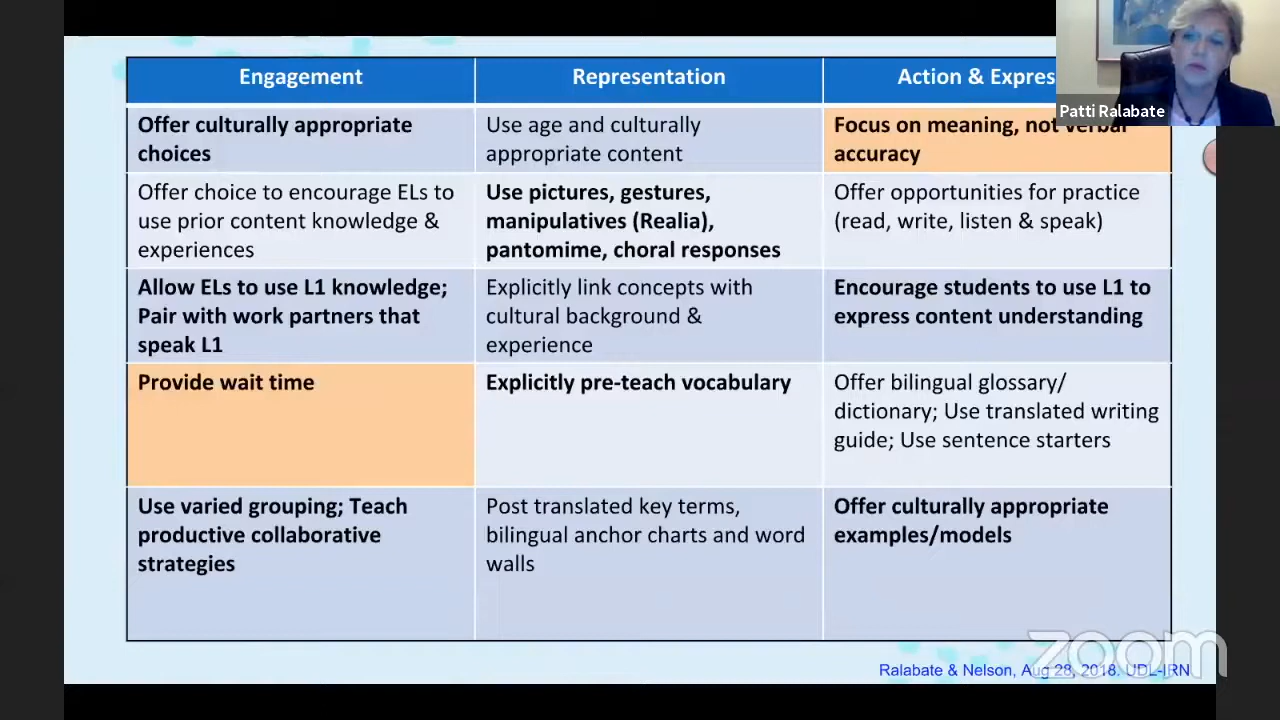 Engagement
Representation
Action & Expres
Patti Ralabate
Offer culturally appropriate
choices
Use age and culturally
appropriate content
Focus on meaning, not verbal
accuracy
Offer choice to encourage ELs to
use prior content knowledge &
experiences
Use pictures, gestures,
manipulatives (Realia),
pantomime, choral responses
Offer opportunities for practice
(read, write, listen & speak)
Allow ELs to use L1 knowledge;
Pair with work partners that
speak L1
Explicitly link concepts with
cultural background &
experience
Encourage students to use L1 to
express content understanding
Provide wait time
Explicitly pre-teach vocabulary
Offer bilingual glossary/
dictionary; Use translated writing
guide; Use sentence starters
Use varied grouping; Teach
productive collaborative
strategies
Post translated key terms,
bilingual anchor charts and word
walls
Offer culturally appropriate
examples/models
zoom
Ralabate & Nelson, Aug 28, 2018. UDL-IRN